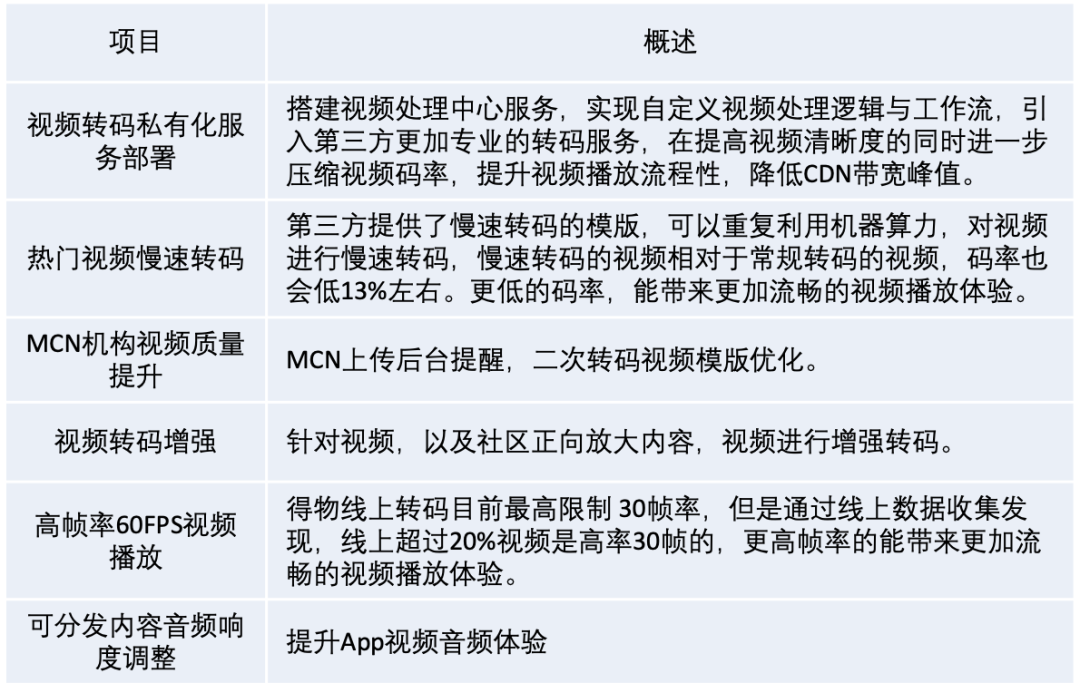 项目
概述
视频转码私有化服
务部署
搭建视频处理中心服务，实现自定义视频处理逻辑与工作流，引
入第三方更加专业的转码服务，在提高视频清晰度的同时进一步
压缩视频码率，提升视频播放流程性，降低CDN带宽峰值。
热门视频慢速转码
第三方提供了慢速转码的模版，可以重复利用机器算力，对视频
进行慢速转码，慢速转码的视频相对于常规转码的视频，码率也
会低13%左右。更低的码率，能带来更加流畅的视频播放体验。
MCN机构视频质量
提升
MCN上传后台提醒，二次转码视频模版优化。
视频转码增强
针对视频，以及社区正向放大内容，视频进行增强转码。
高帧率60FPS视频
播放
得物线上转码目前最高限制 30帧率，但是通过线上数据收集发
现，线上超过20%视频是高率30帧的，更高帧率的能带来更加流
畅的视频播放体验。
可分发内容音频响
度调整
提升App视频音频体验